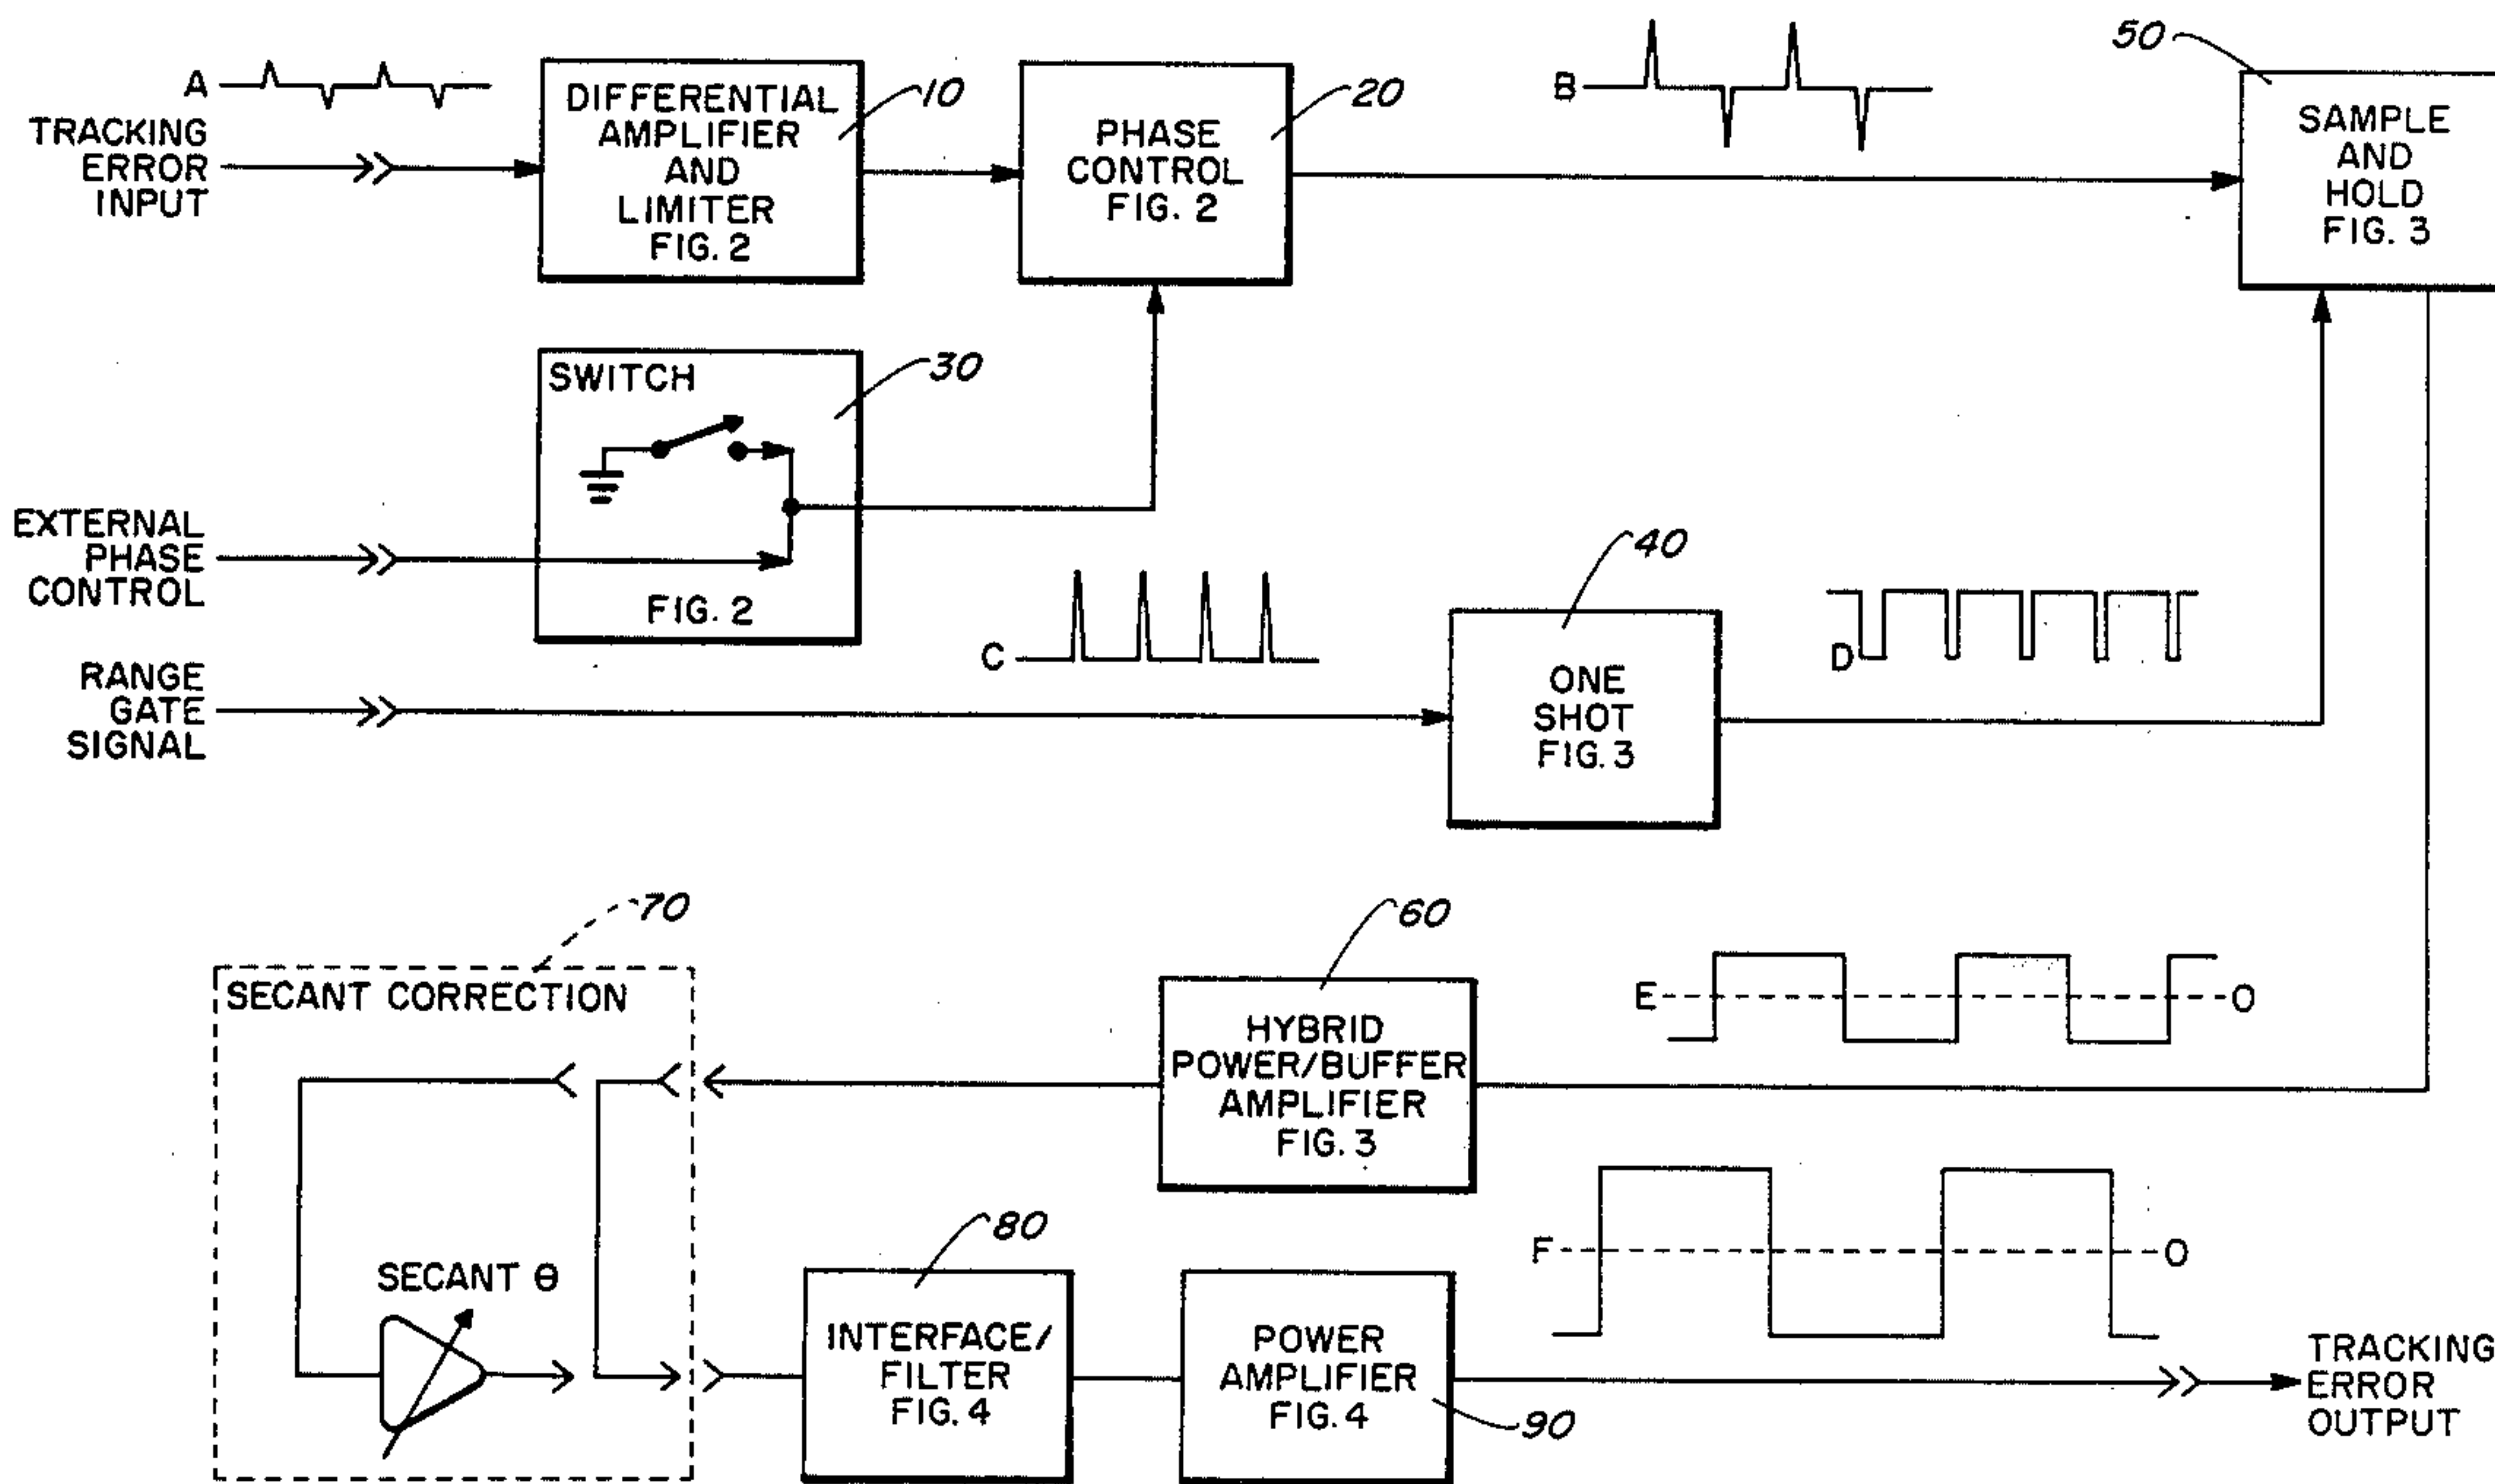 A
TRACKING
ERROR
INPUT
DIFFERENTIAL
AMPLIFIER
AND
LIMITER
FIG. 2
10
PHASE
CONTROL
FIG. 2
20
B
50
SAMPLE
AND
HOLD
FIG. 3
SWITCH
30
FIG. 2
EXTERNAL
PHASE
CONTROL
RANGE
GATE
SIGNAL
C
40
ONE
SHOT
FIG. 3
D
70
SECANT CORRECTION
SECANT θ
60
HYBRID
POWER/BUFFER
AMPLIFIER
FIG. 3
E
0
80
INTERFACE/
FILTER
FIG. 4
POWER
AMPLIFIER
FIG. 4
90
F
0
TRACKING
ERROR
OUTPUT